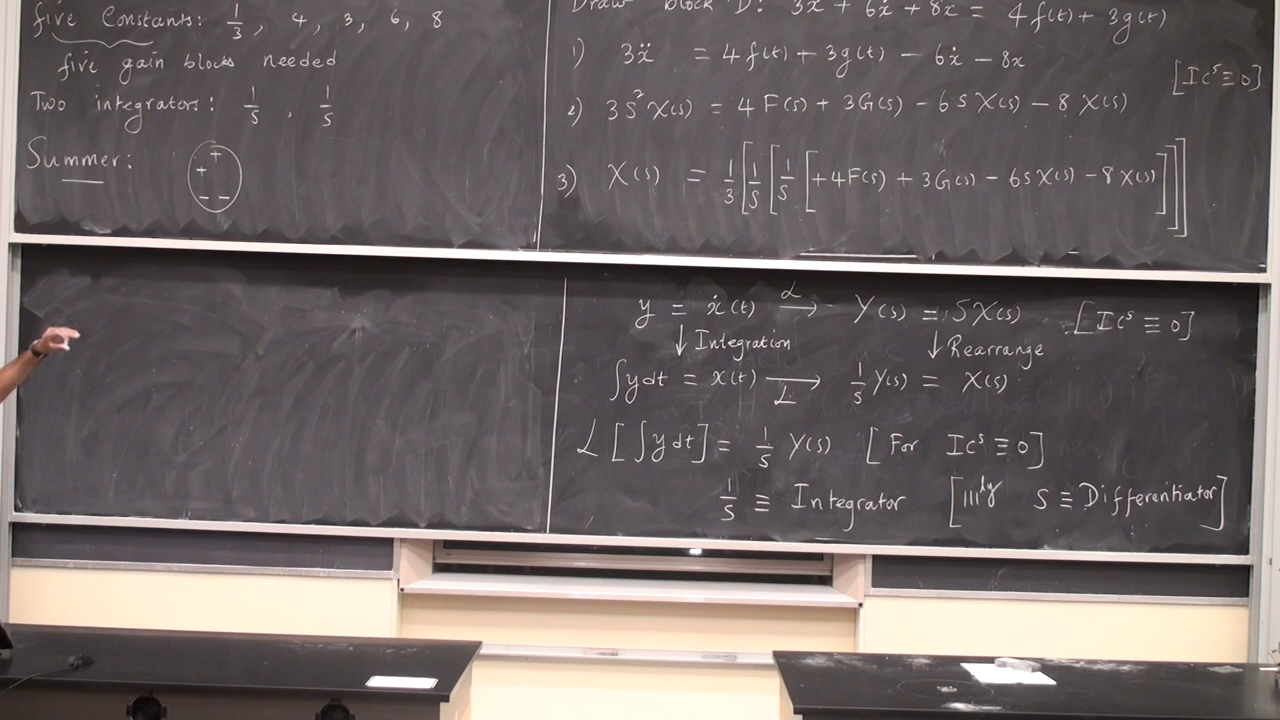 five Constants: 1/3, 4, 3, 6, 8
five gain blocks needed
Two integrators: 1/s, 1/s
Summer: + + − −
Draw block D: 3ẍ + 6ẋ + 8x = 4f(t) + 3g(t)
1) 3ẍ = 4f(t) + 3g(t) − 6ẋ − 8x
[ICˢ ≡ 0]
2) 3S²X(s) = 4F(s) + 3G(s) − 6SX(s) − 8X(s)
3) X(s) = 1/3[1/s[1/s[+4F(s) + 3G(s) − 6sX(s) − 8X(s)]]]
y = ẋ(t) →ℒ Y(s) = SX(s) [ICˢ ≡ 0]
↓ Integration ↓ Rearrange
∫ydt = x(t) →ℒ 1/s Y(s) = X(s)
ℒ[∫ydt] = 1/s Y(s) [For ICˢ ≡ 0]
1/s ≡ Integrator [|||ly S ≡ Differentiator]